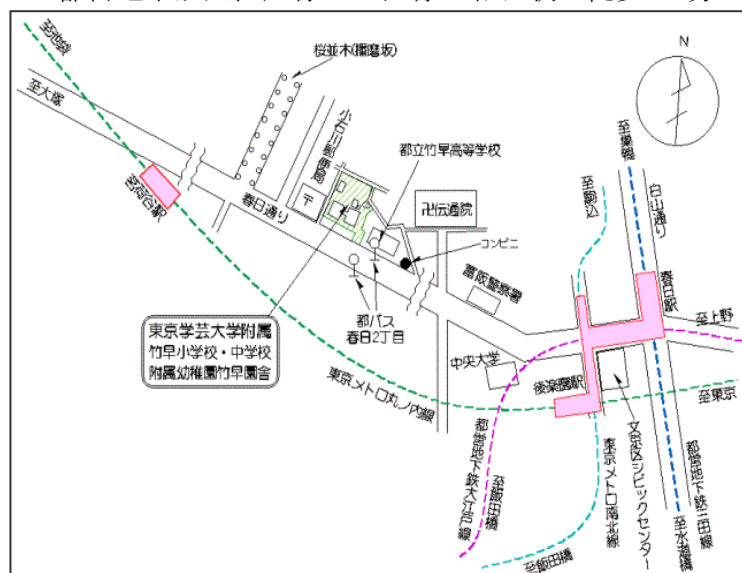 至池袋
桜並木(播磨坂)
N
至大塚
小石川郵便局
都立竹早高等学校
至巣鴨
白山通り
至駒込
茗荷谷駅
〒
春日通り
卍伝通院
コンビニ
富阪警察署
春日駅
都バス
春日2丁目
至上野
東京学芸大学附属
竹早小学校・中学校
附属幼稚園竹早園舎
中央大学
後楽園駅
東京メトロ丸ノ内線
至東京
都営地下鉄大江戸線
至飯田橋
東京メトロ南北線
文京区シビックセンター
都営地下鉄三田線
至水道橋
至飯田橋